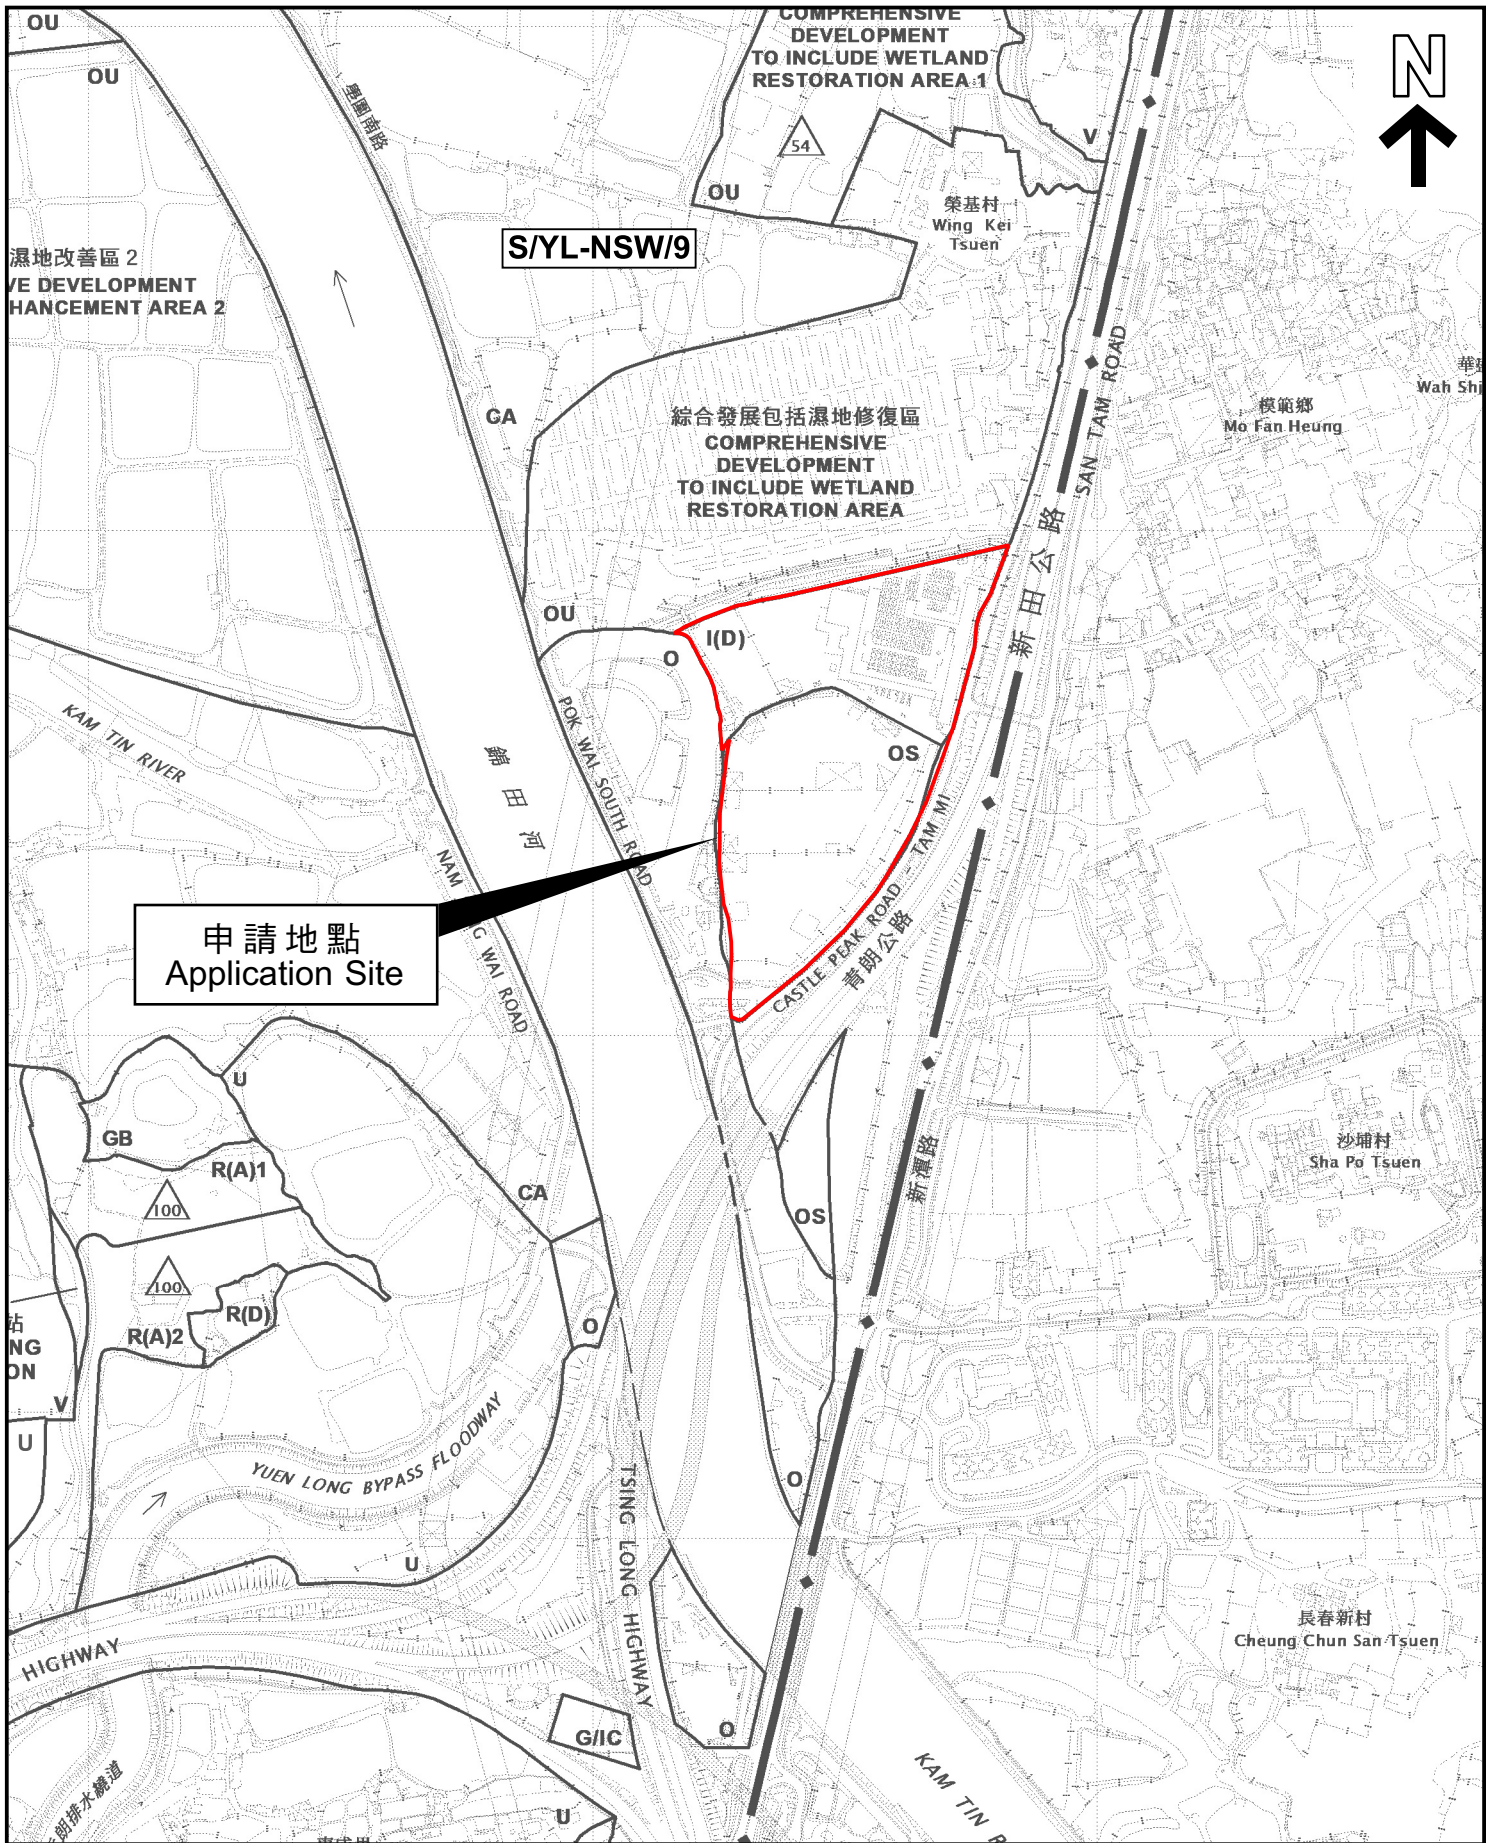 OU
OU
COMPREHENSIVE
DEVELOPMENT
TO INCLUDE WETLAND
RESTORATION AREA 1
N
54
V
OU
榮基村
Wing Kei
Tsuen
S/YL-NSW/9
濕地改善區 2
VE DEVELOPMENT
HANCEMENT AREA 2
SAN TAM ROAD
Wah Shi
模範鄉
Mo Fan Heung
CA
綜合發展包括濕地修復區
COMPREHENSIVE
DEVELOPMENT
TO INCLUDE WETLAND
RESTORATION AREA
新田公路
OU
I(D)
O
KAM TIN RIVER
錦田河
POK WAI SOUTH ROAD
OS
NAM
G WAI ROAD
CASTLE PEAK ROAD - TAM MI
青朗公路
申請地點
Application Site
U
GB
R(A)1
100
CA
沙埔村
Sha Po Tsuen
新潭路
OS
100
R(D)
R(A)2
O
站
NG
ON
V
U
YUEN LONG BYPASS FLOODWAY
TSING LONG HIGHWAY
O
U
HIGHWAY
長春新村
Cheung Chun San Tsuen
G/IC
O
KAM TIN R
朗排水繞道
U